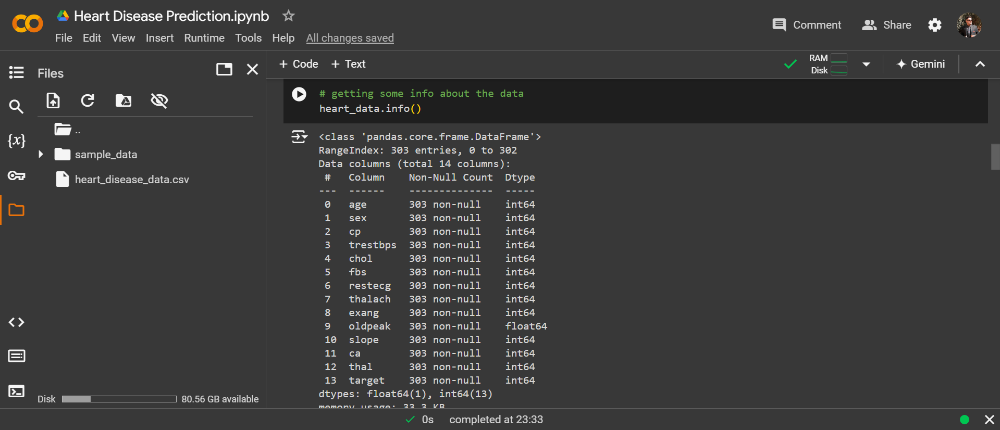 Heart Disease Prediction.ipynb
File Edit View Insert Runtime Tools Help All changes saved
Comment Share
Files
..
sample_data
heart_disease_data.csv
Disk 80.56 GB available
+ Code + Text
RAM
Disk
Gemini
# getting some info about the data
heart_data.info()
<class 'pandas.core.frame.DataFrame'>
RangeIndex: 303 entries, 0 to 302
Data columns (total 14 columns):
# Column Non-Null Count Dtype
--- ------ -------------- -----
0 age 303 non-null int64
1 sex 303 non-null int64
2 cp 303 non-null int64
3 trestbps 303 non-null int64
4 chol 303 non-null int64
5 fbs 303 non-null int64
6 restecg 303 non-null int64
7 thalach 303 non-null int64
8 exang 303 non-null int64
9 oldpeak 303 non-null float64
10 slope 303 non-null int64
11 ca 303 non-null int64
12 thal 303 non-null int64
13 target 303 non-null int64
dtypes: float64(1), int64(13)
memory usage: 33.3 KB
0s completed at 23:33